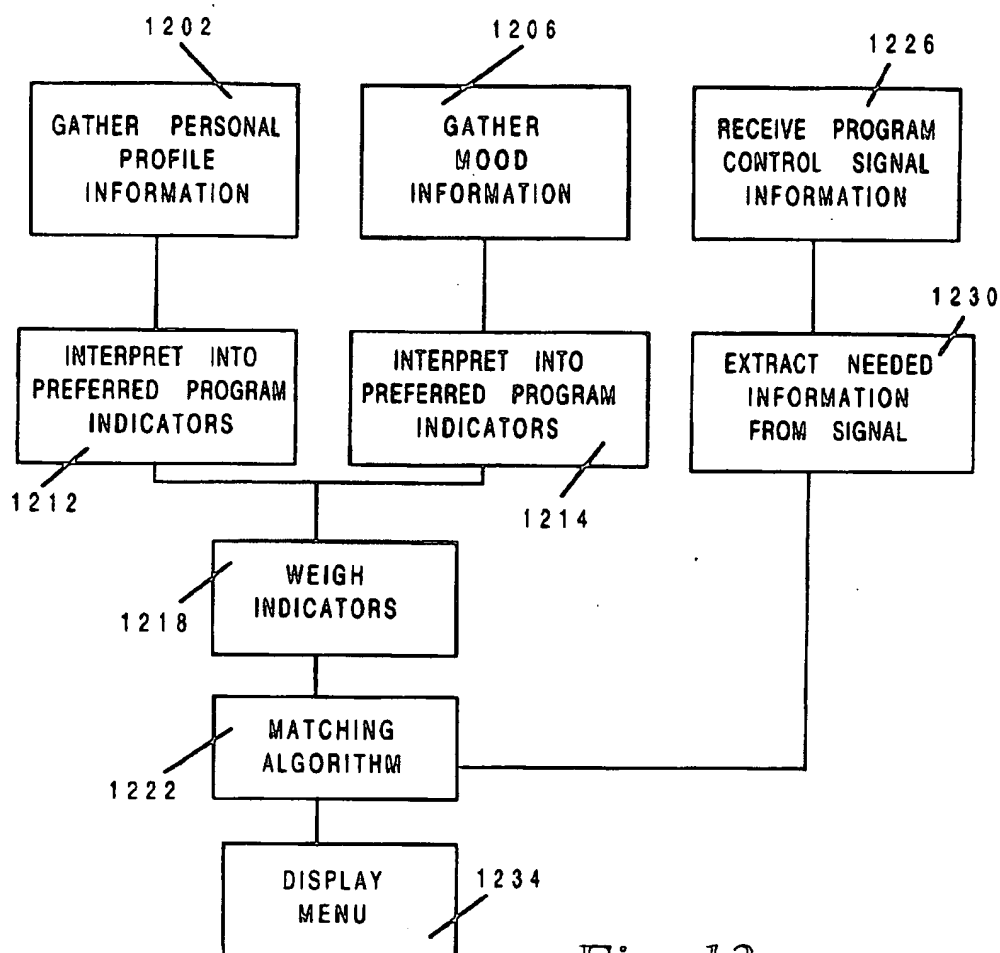 1202
1206
1226
GATHER PERSONAL
PROFILE
INFORMATION
GATHER
MOOD
INFORMATION
RECEIVE PROGRAM
CONTROL SIGNAL
INFORMATION
1230
INTERPRET INTO
PREFERRED PROGRAM
INDICATORS
INTERPRET INTO
PREFERRED PROGRAM
INDICATORS
EXTRACT NEEDED
INFORMATION
FROM SIGNAL
1212
1214
WEIGH
INDICATORS
1218
MATCHING
ALGORITHM
1222
DISPLAY
MENU
1234